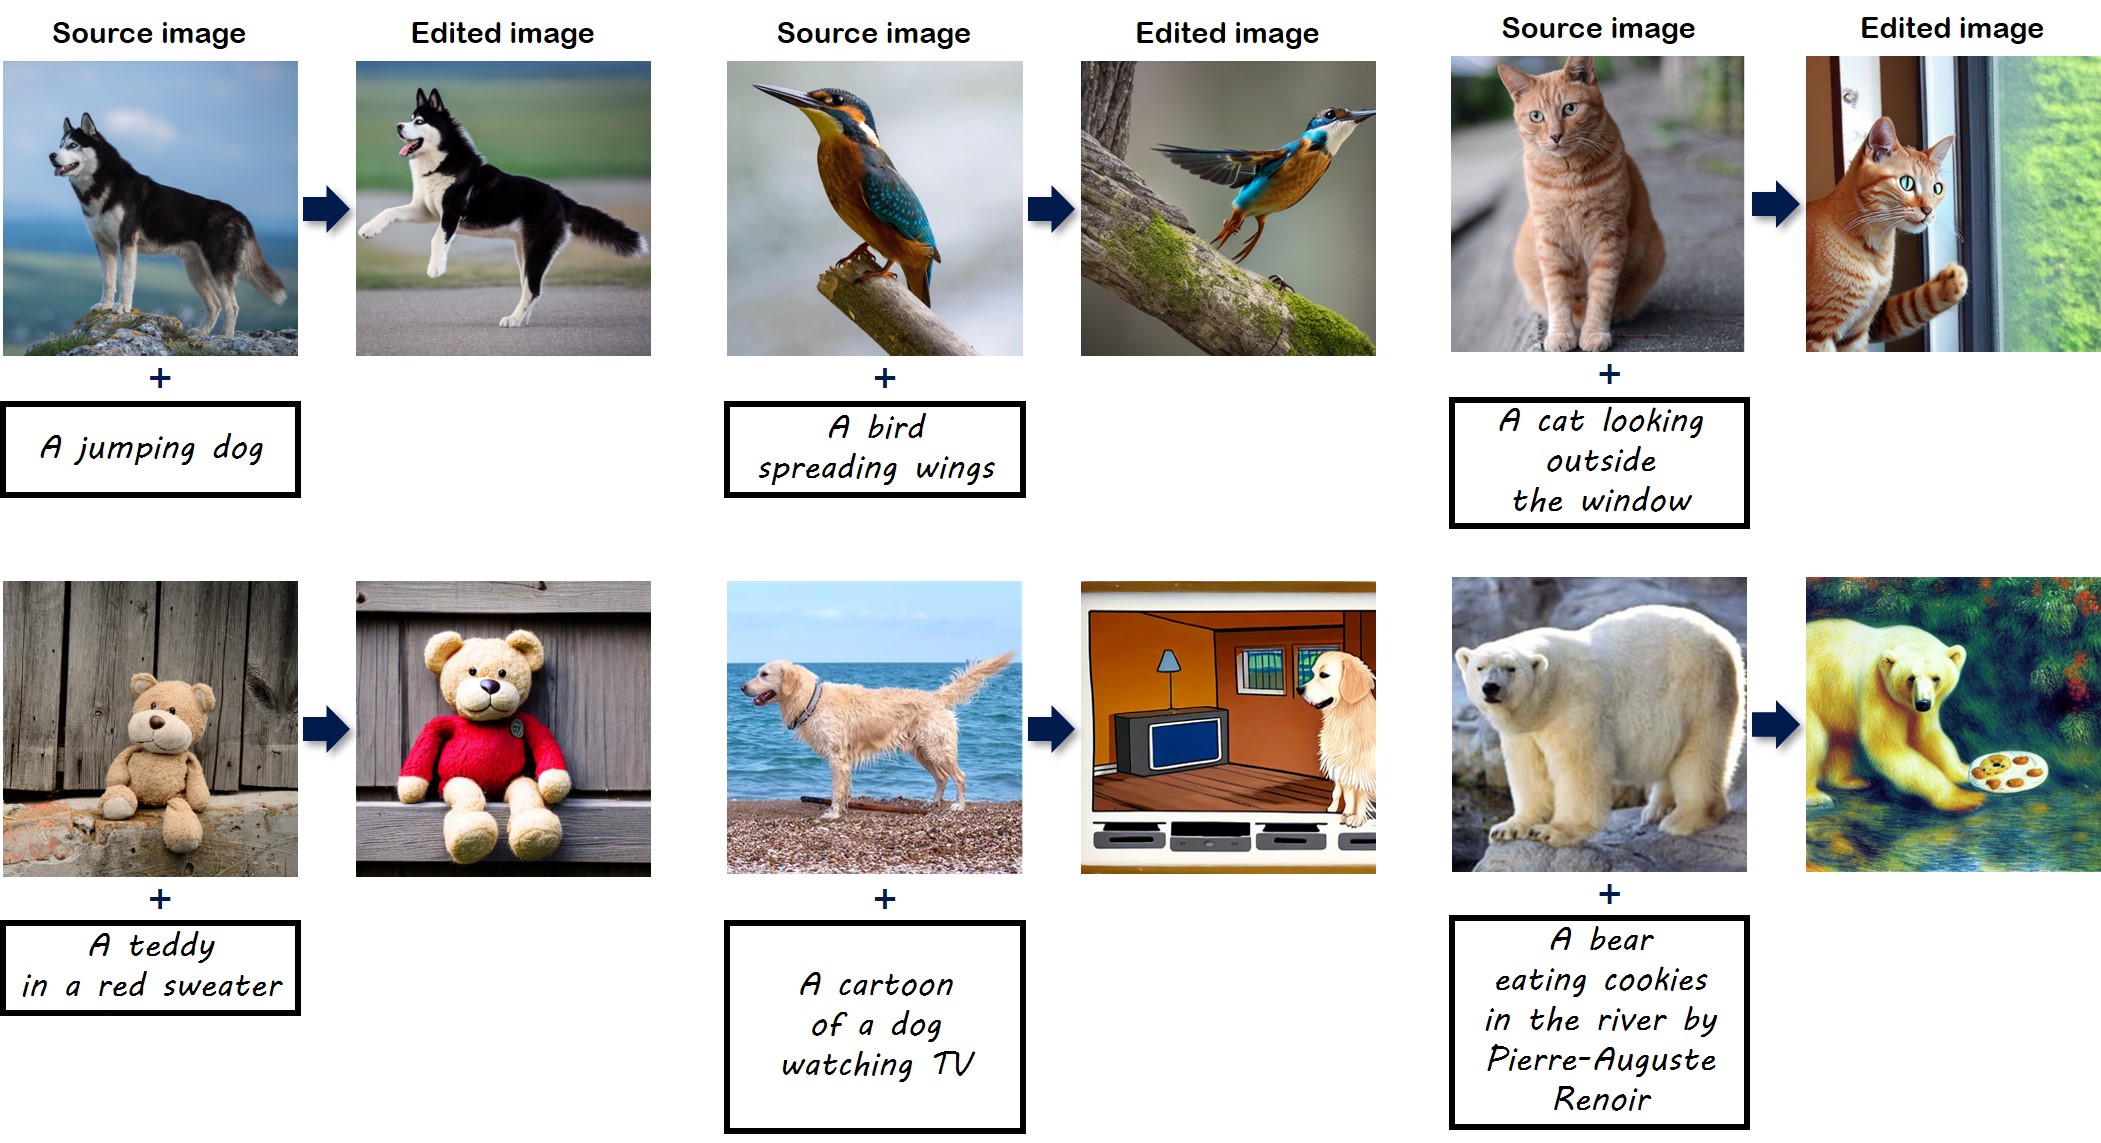 Source image
Edited image
Source image
Edited image
Source image
Edited image
+
+
+
A jumping dog
A bird
spreading wings
A cat looking
outside
the window
+
+
+
A teddy
in a red sweater
A cartoon
of a dog
watching TV
A bear
eating cookies
in the river by
Pierre-Auguste
Renoir